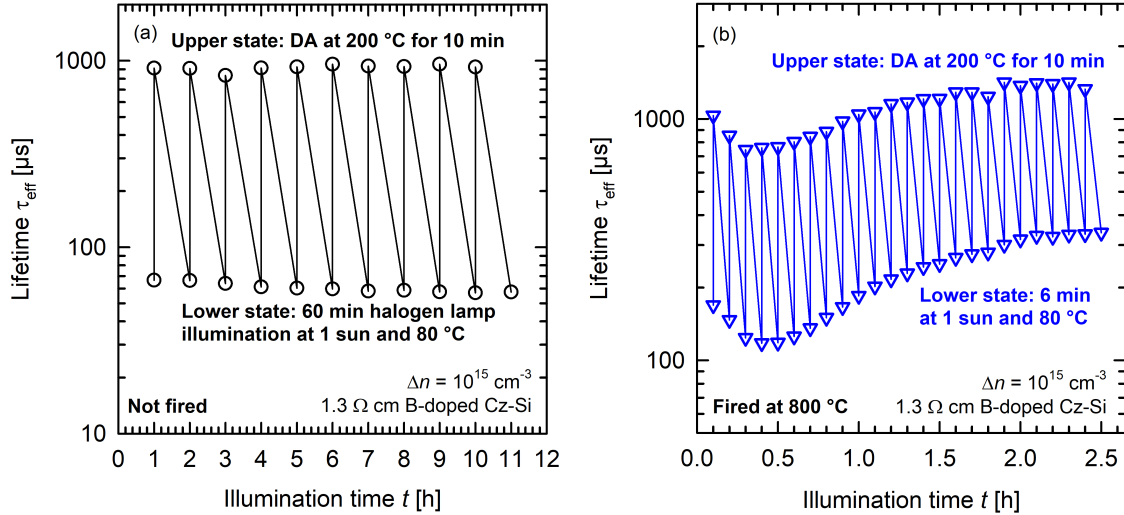 (a)
Upper state: DA at 200 °C for 10 min
1000
100
10
Lifetime τeff [µs]
Lower state: 60 min halogen lamp
illumination at 1 sun and 80 °C
Δn = 10¹⁵ cm⁻³
Not fired
1.3 Ω cm B-doped Cz-Si
0 1 2 3 4 5 6 7 8 9 10 11 12
Illumination time t [h]
(b)
Upper state: DA at 200 °C for 10 min
1000
100
Lifetime τeff [µs]
Lower state: 6 min
at 1 sun and 80 °C
Δn = 10¹⁵ cm⁻³
Fired at 800 °C
1.3 Ω cm B-doped Cz-Si
0.0 0.5 1.0 1.5 2.0 2.5
Illumination time t [h]